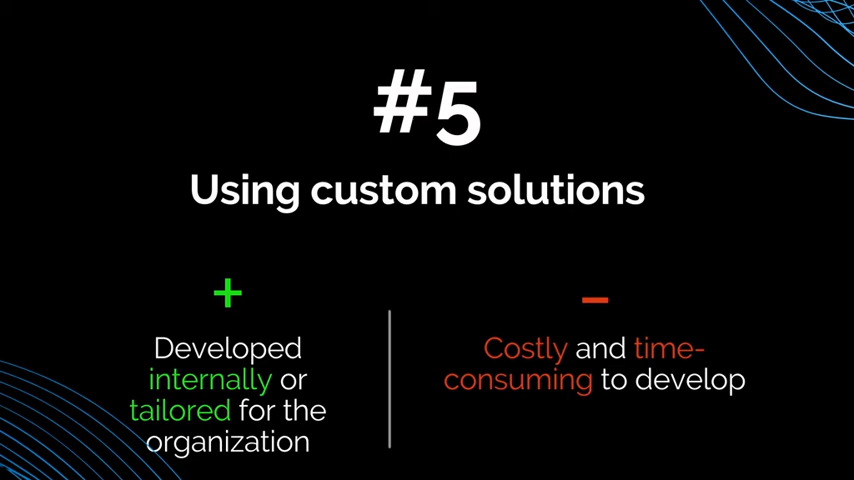 #5
Using custom solutions
+
Developed
internally or
tailored for the
organization
–
Costly and time-
consuming to develop